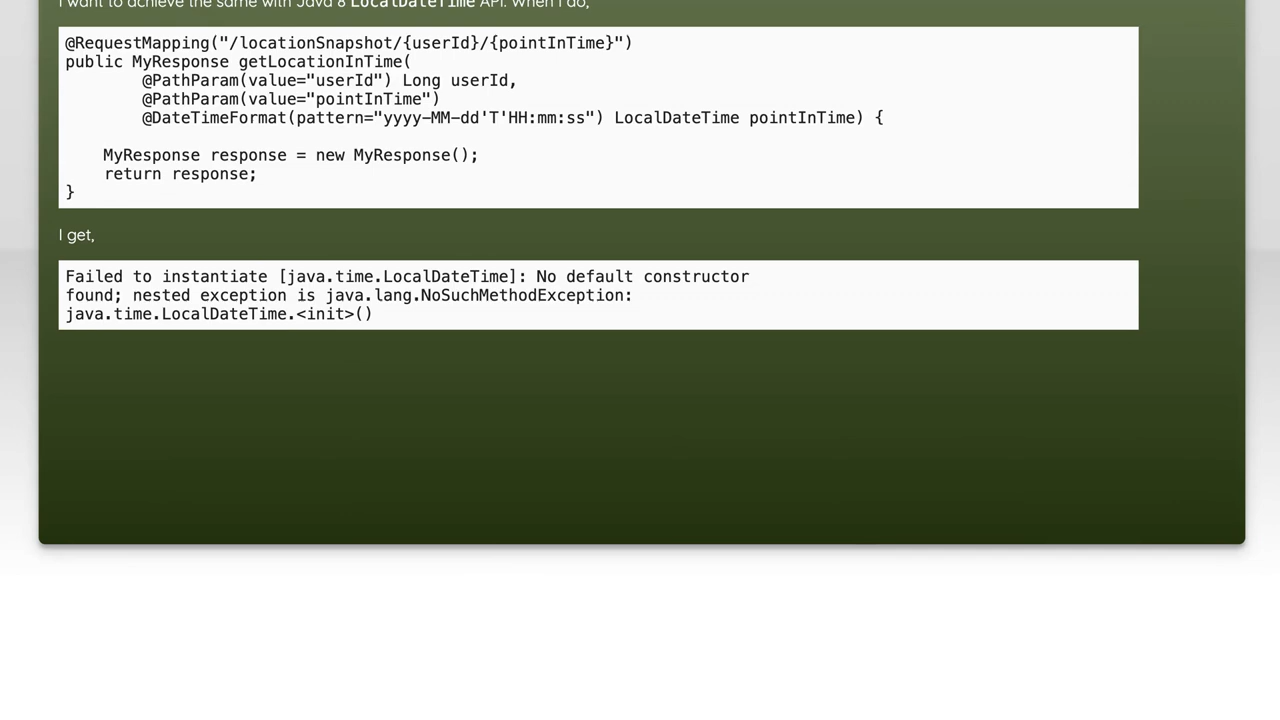 I want to achieve the same with Java 8 LocalDateTime API. When I do,
@RequestMapping("/locationSnapshot/{userId}/{pointInTime}")
public MyResponse getLocationInTime(
        @PathParam(value="userId") Long userId,
        @PathParam(value="pointInTime")
        @DateTimeFormat(pattern="yyyy-MM-dd'T'HH:mm:ss") LocalDateTime pointInTime) {
    MyResponse response = new MyResponse();
    return response;
}
I get,
Failed to instantiate [java.time.LocalDateTime]: No default constructor
found; nested exception is java.lang.NoSuchMethodException:
java.time.LocalDateTime.<init>()